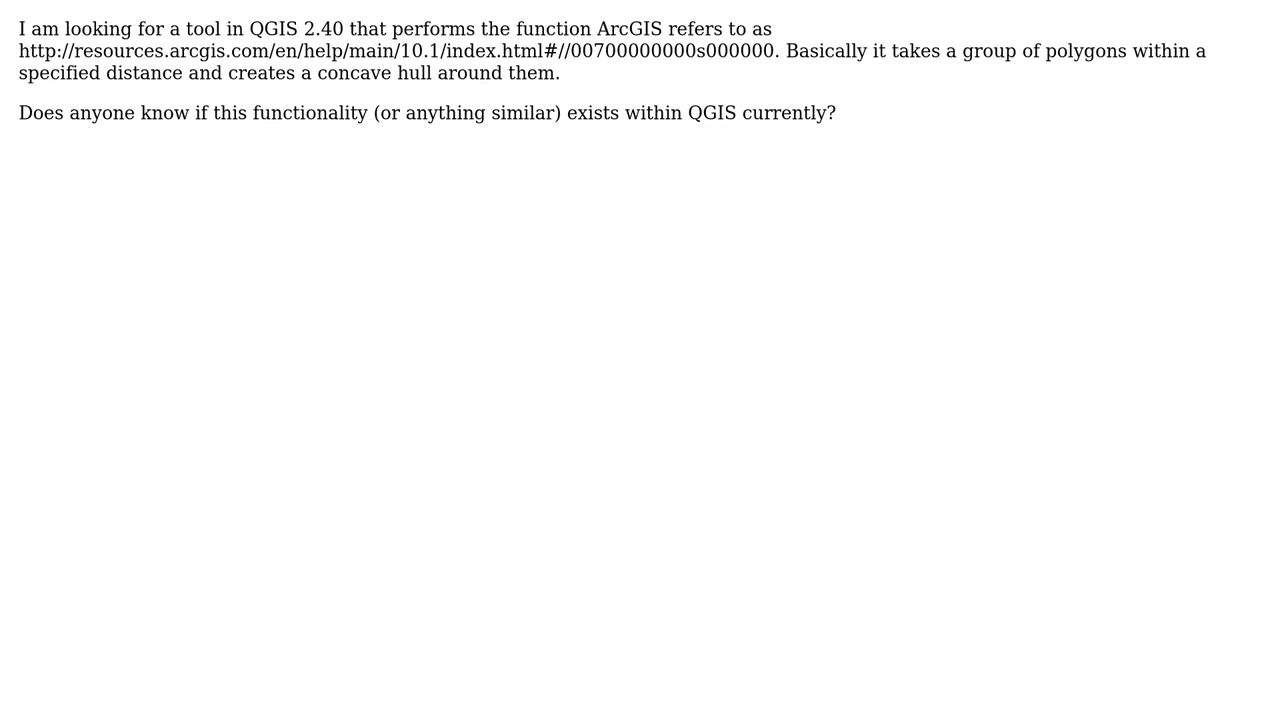 I am looking for a tool in QGIS 2.40 that performs the function ArcGIS refers to as
http://resources.arcgis.com/en/help/main/10.1/index.html#//00700000000s000000. Basically it takes a group of polygons within a
specified distance and creates a concave hull around them.
Does anyone know if this functionality (or anything similar) exists within QGIS currently?